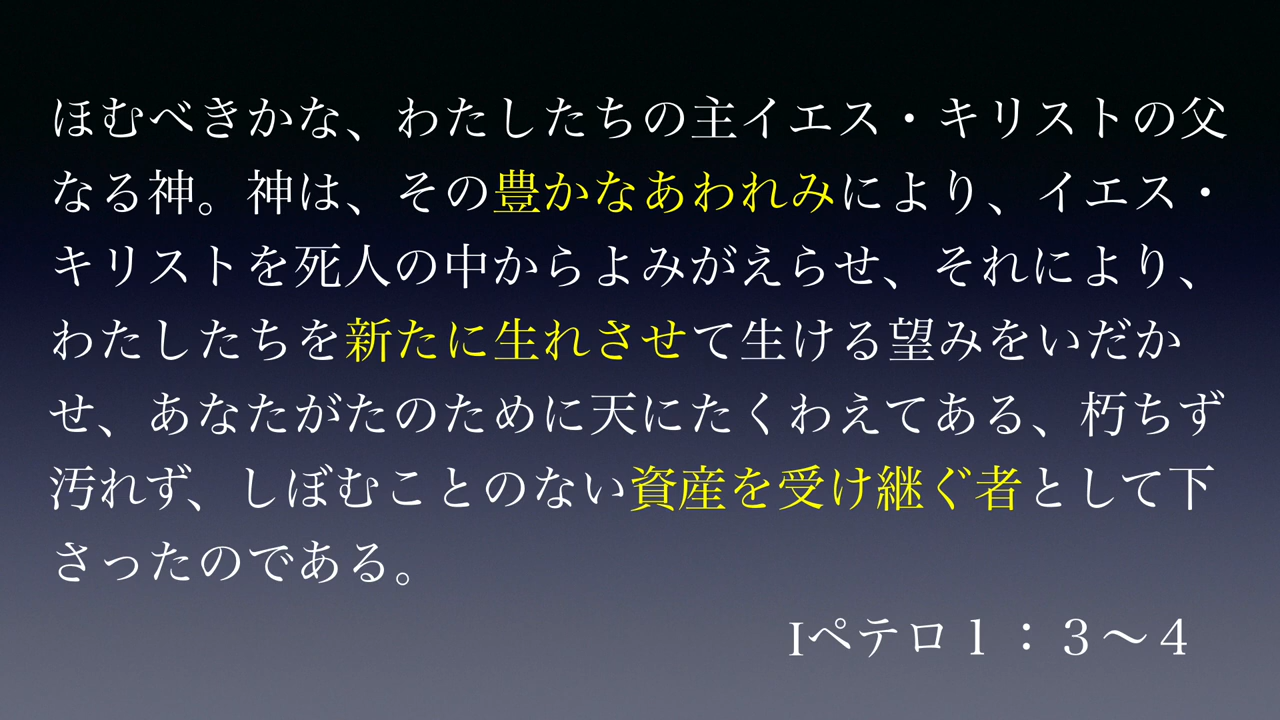 ほむべきかな、わたしたちの主イエス・キリストの父
なる神。神は、その豊かなあわれみにより、イエス・
キリストを死人の中からよみがえらせ、それにより、
わたしたちを新たに生れさせて生ける望みをいだか
せ、あなたがたのために天にたくわえてある、朽ちず
汚れず、しぼむことのない資産を受け継ぐ者として下
さったのである。
Iペテロ１：３〜４